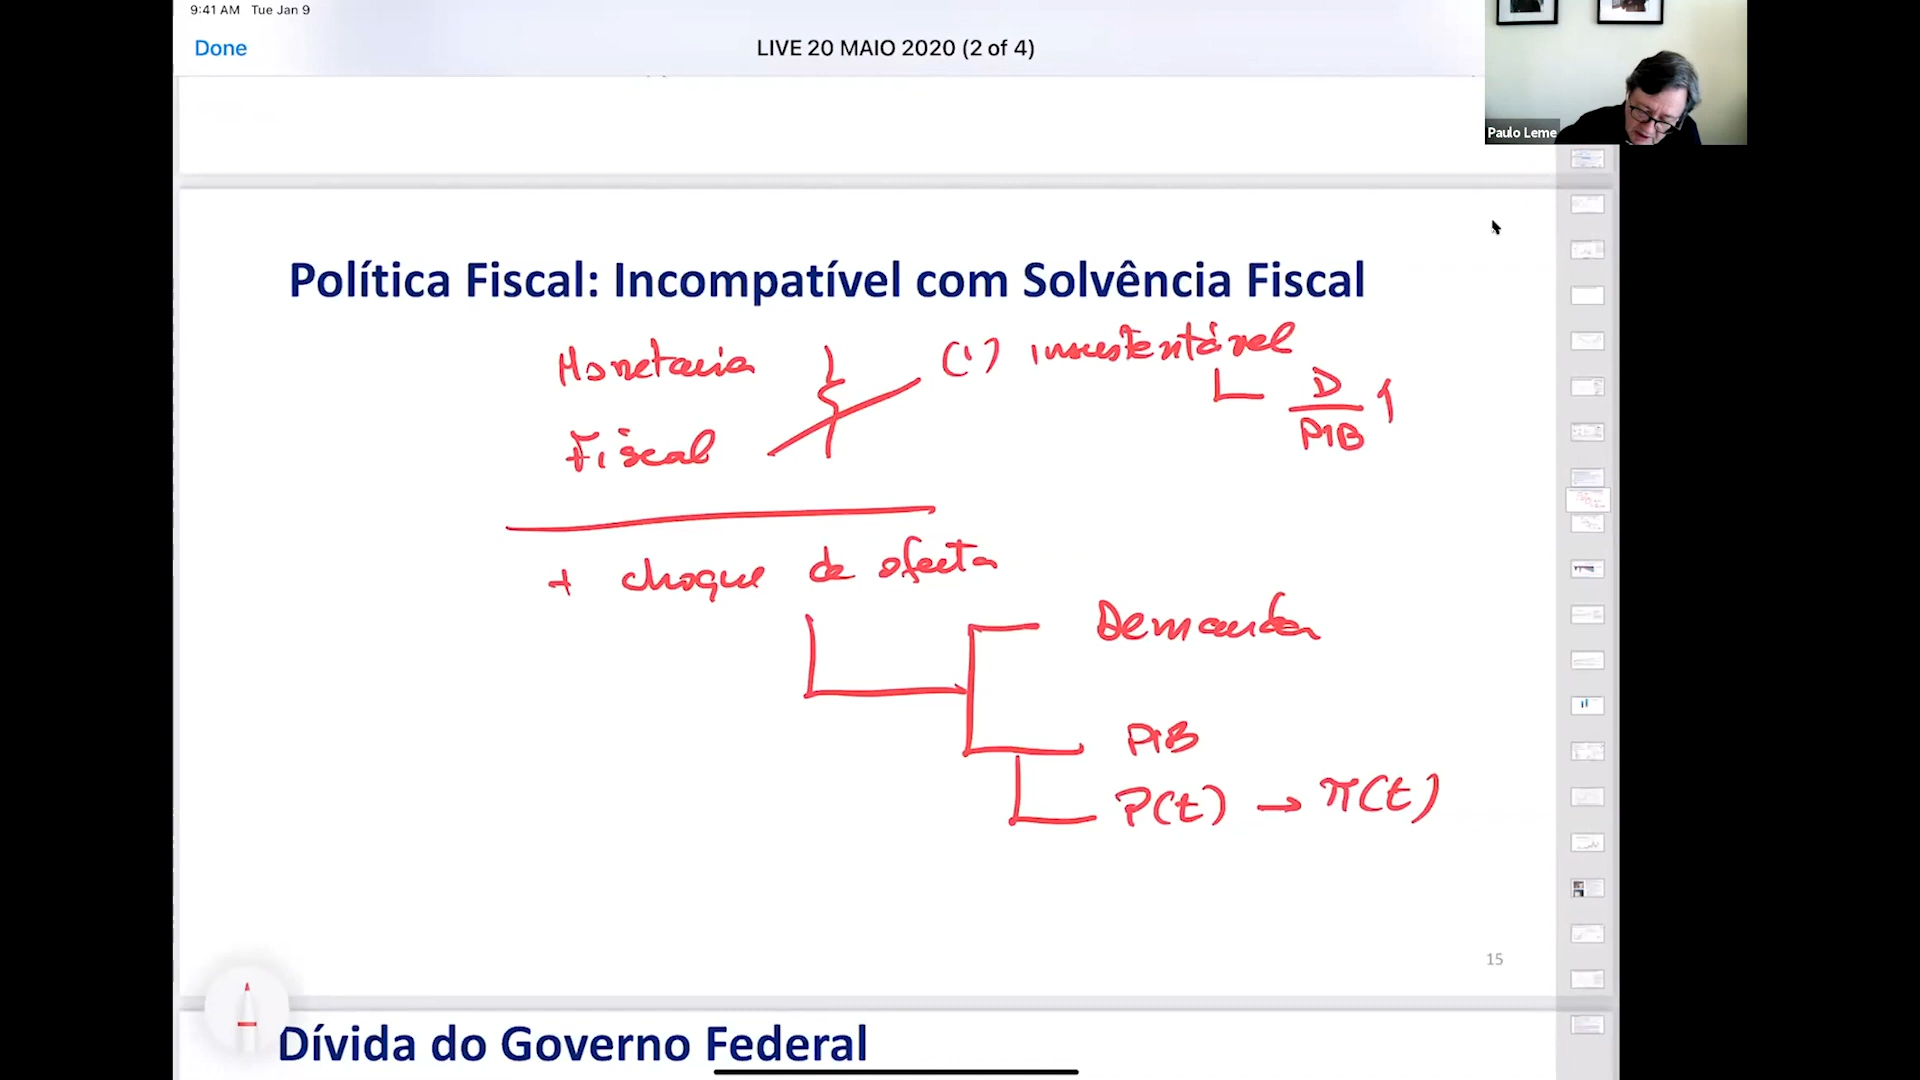 9:41 AM Tue Jan 9
Done
LIVE 20 MAIO 2020 (2 of 4)
Paulo Leme
Política Fiscal: Incompatível com Solvência Fiscal
Monetaria
(1) insustentável
D
PIB
Fiscal
+ choque de oferta
Demanda
PIB
P(t) → π(t)
15
Dívida do Governo Federal